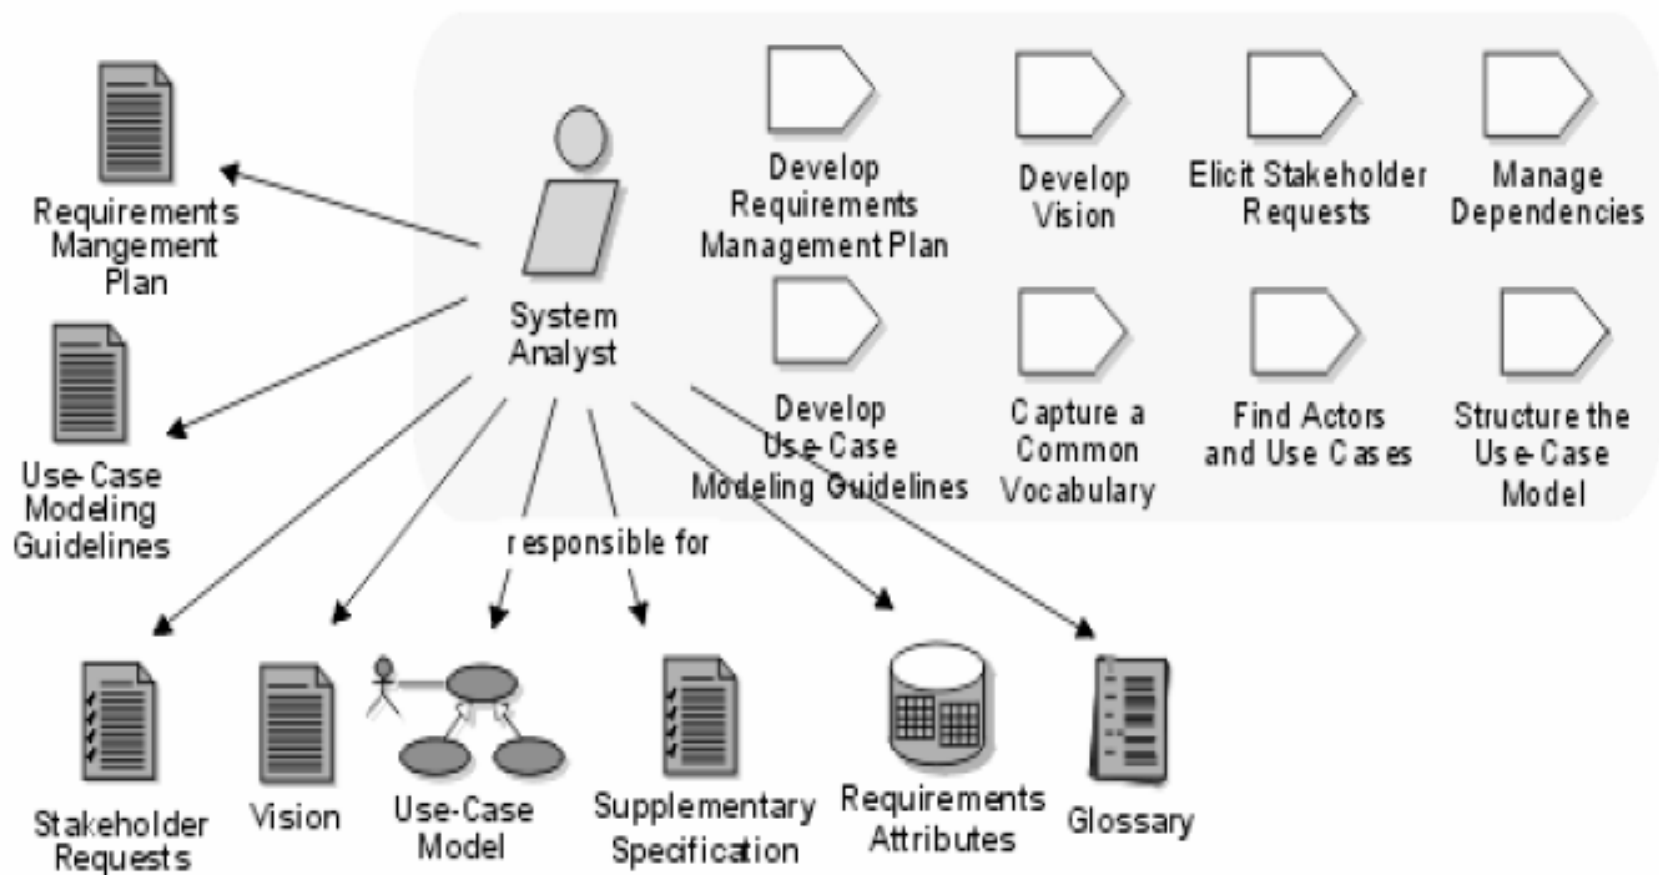 Requirements
Mangement
Plan
Use-Case
Modeling
Guidelines
System
Analyst
Develop
Requirements
Management Plan
Develop
Vision
Elicit Stakeholder
Requests
Manage
Dependencies
Develop
Use-Case
Modeling Guidelines
Capture a
Common
Vocabulary
Find Actors
and Use Cases
Structure the
Use-Case
Model
responsible for
Stakeholder
Requests
Vision
Use-Case
Model
Supplementary
Specification
Requirements
Attributes
Glossary